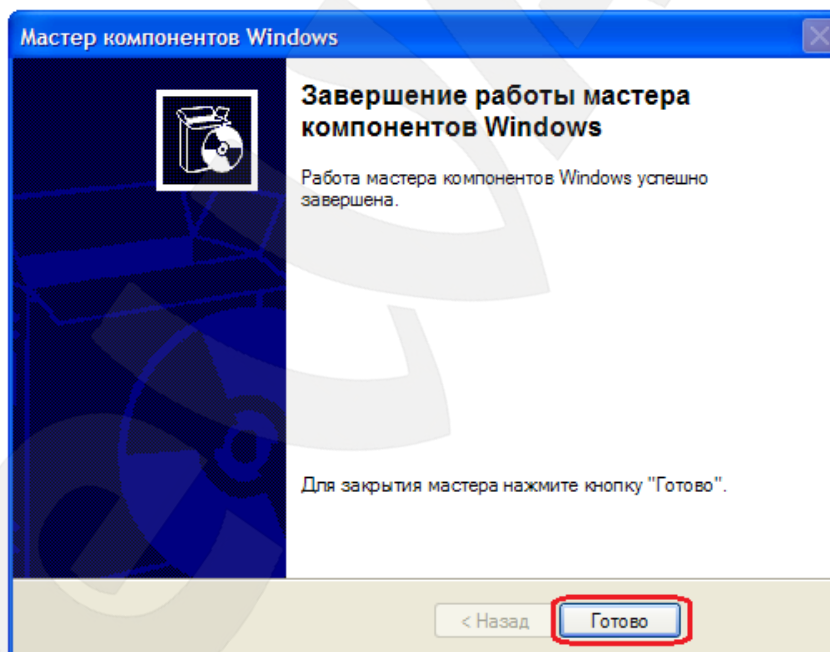 Мастер компонентов Windows
Завершение работы мастера
компонентов Windows
Работа мастера компонентов Windows успешно
завершена.
Для закрытия мастера нажмите кнопку "Готово".
< Назад
Готово